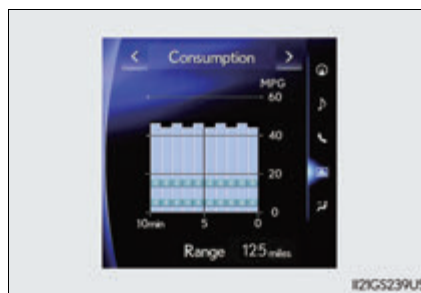 < Consumption >
MPG
60
40
20
0
10min 5 0
Range 125 miles
II21GS239US